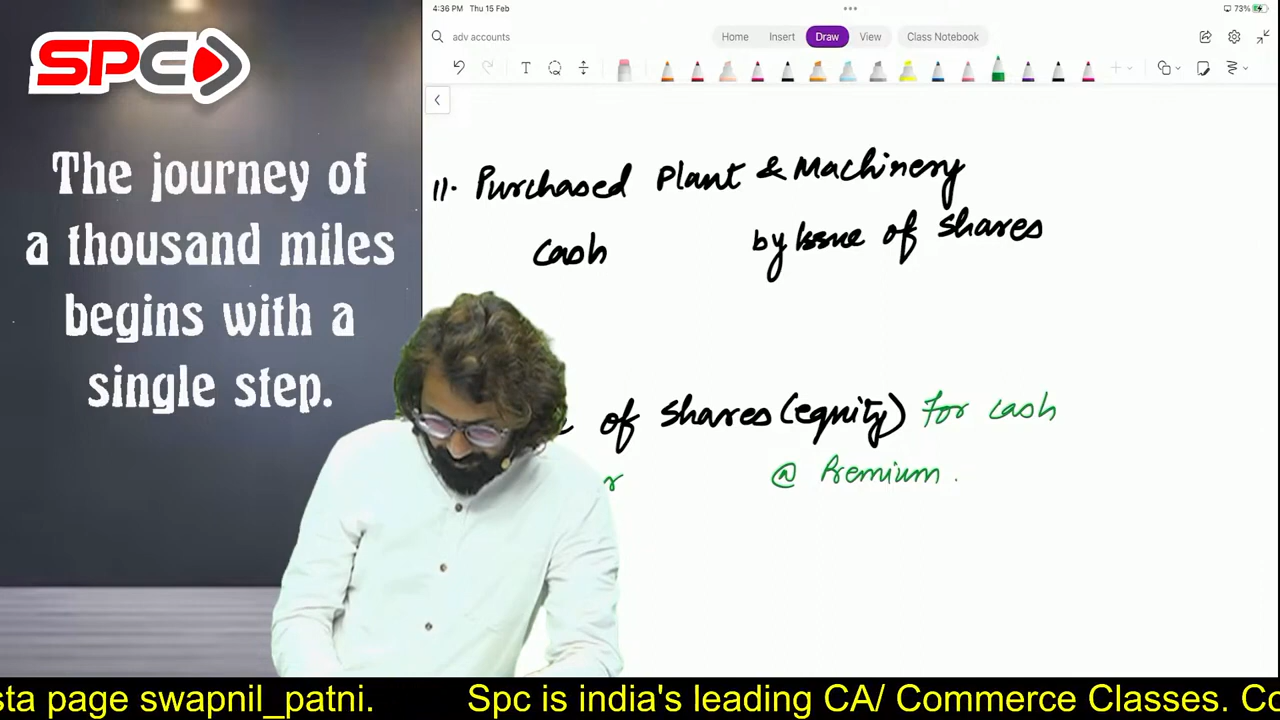 4:36 PM Thu 15 Feb
73%
adv accounts
Home Insert Draw View Class Notebook
SPC
The journey of
a thousand miles
begins with a
single step.
11. Purchased Plant & Machinery
cash by Issue of shares
of shares (equity) For cash
@ Premium.
sta page swapnil_patni. Spc is india's leading CA/ Commerce Classes. Co